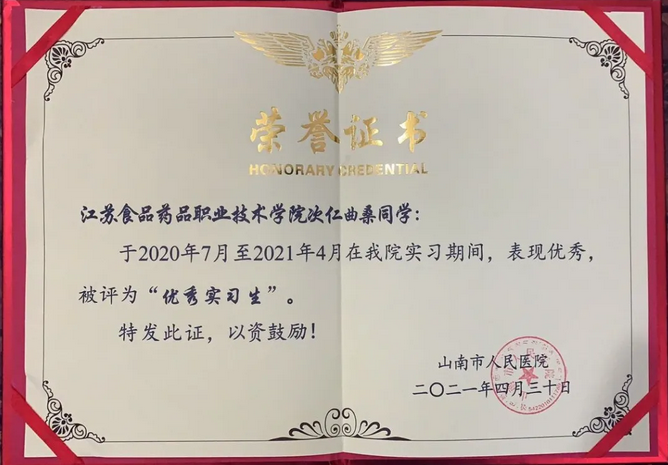 荣誉证书
HONORARY CREDENTIAL
江苏食品药品职业技术学院次仁曲桑同学：
于2020年7月至2021年4月在我院实习期间，表现优秀，
被评为“优秀实习生”。
特发此证，以资鼓励！
山南市人民医院
二〇二一年四月三十日